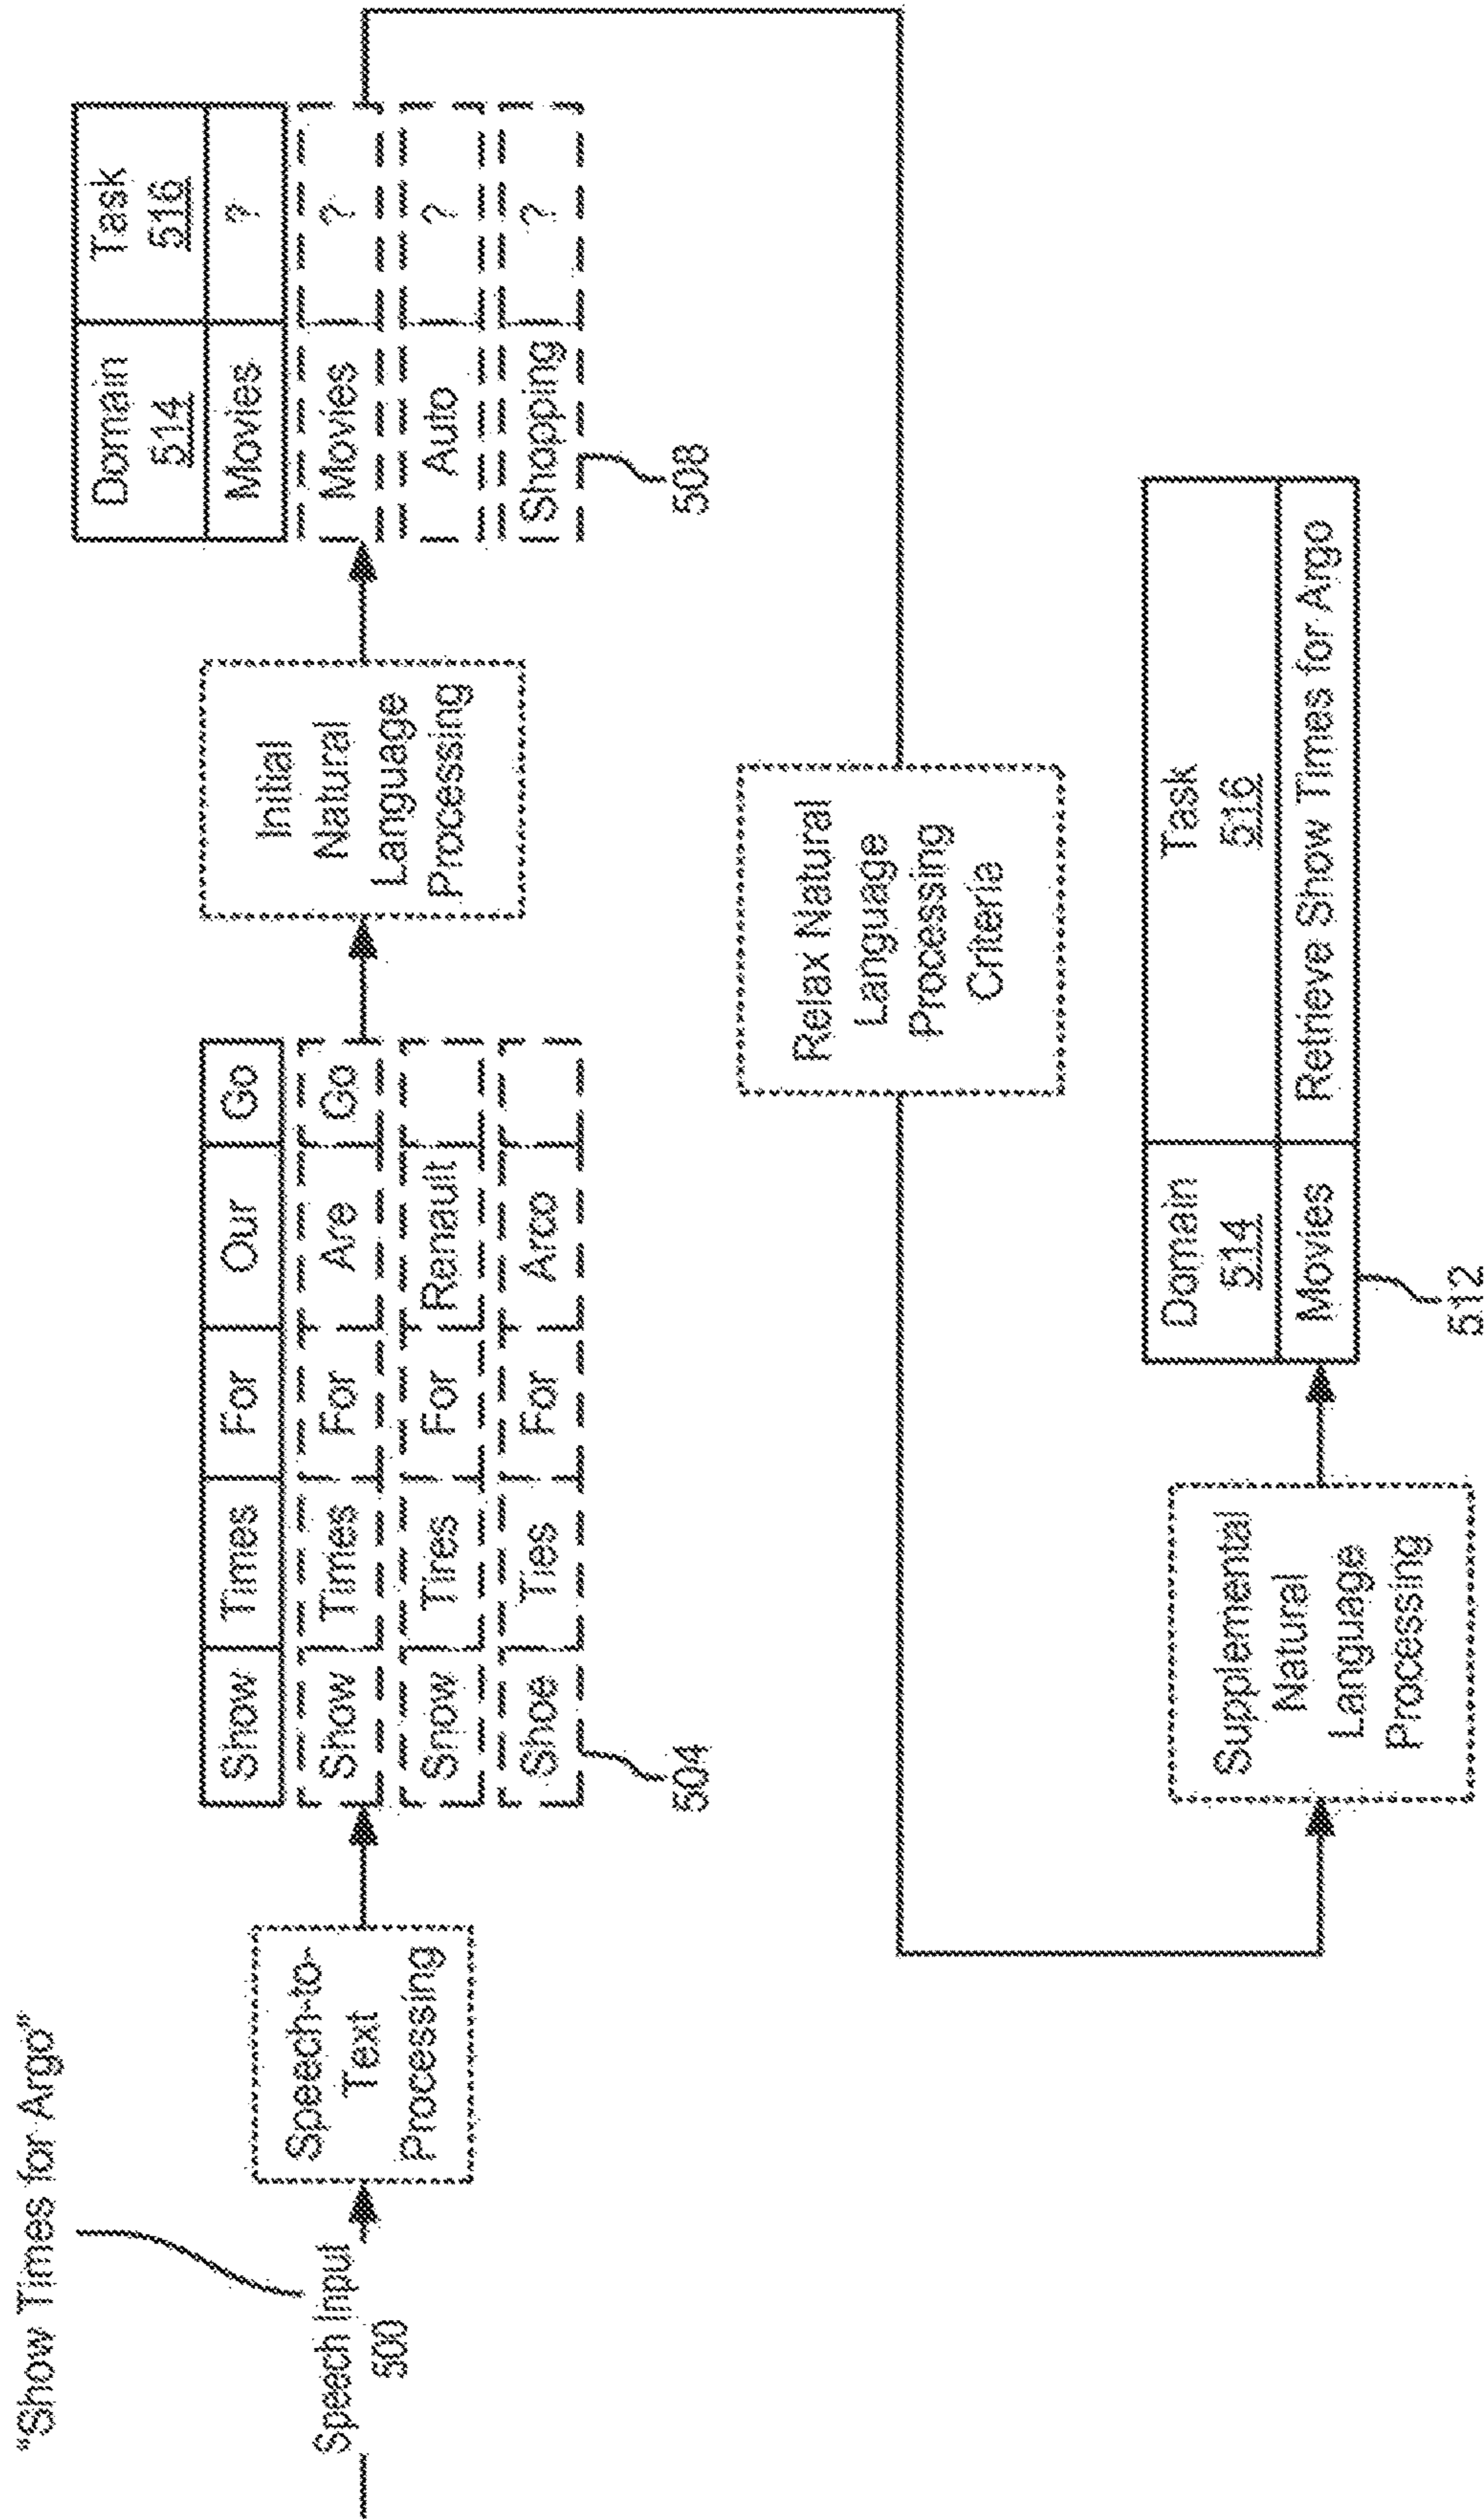 "Show Times for Argo"
Speech Input
500
Speech-to-
Text
Processing
Show Times For Our Go
Show Times For Are Go
Snow Tires For Renault
Shoe Ties For Arco
504
Initial
Natural
Language
Processing
Domain Task
514 516
Movies ?
Movies ?
Auto ?
Shopping ?
508
Relax Natural
Language
Processing
Criteria
Supplemental
Natural
Language
Processing
Domain Task
514 516
Movies Retrieve Show Times for Argo
512